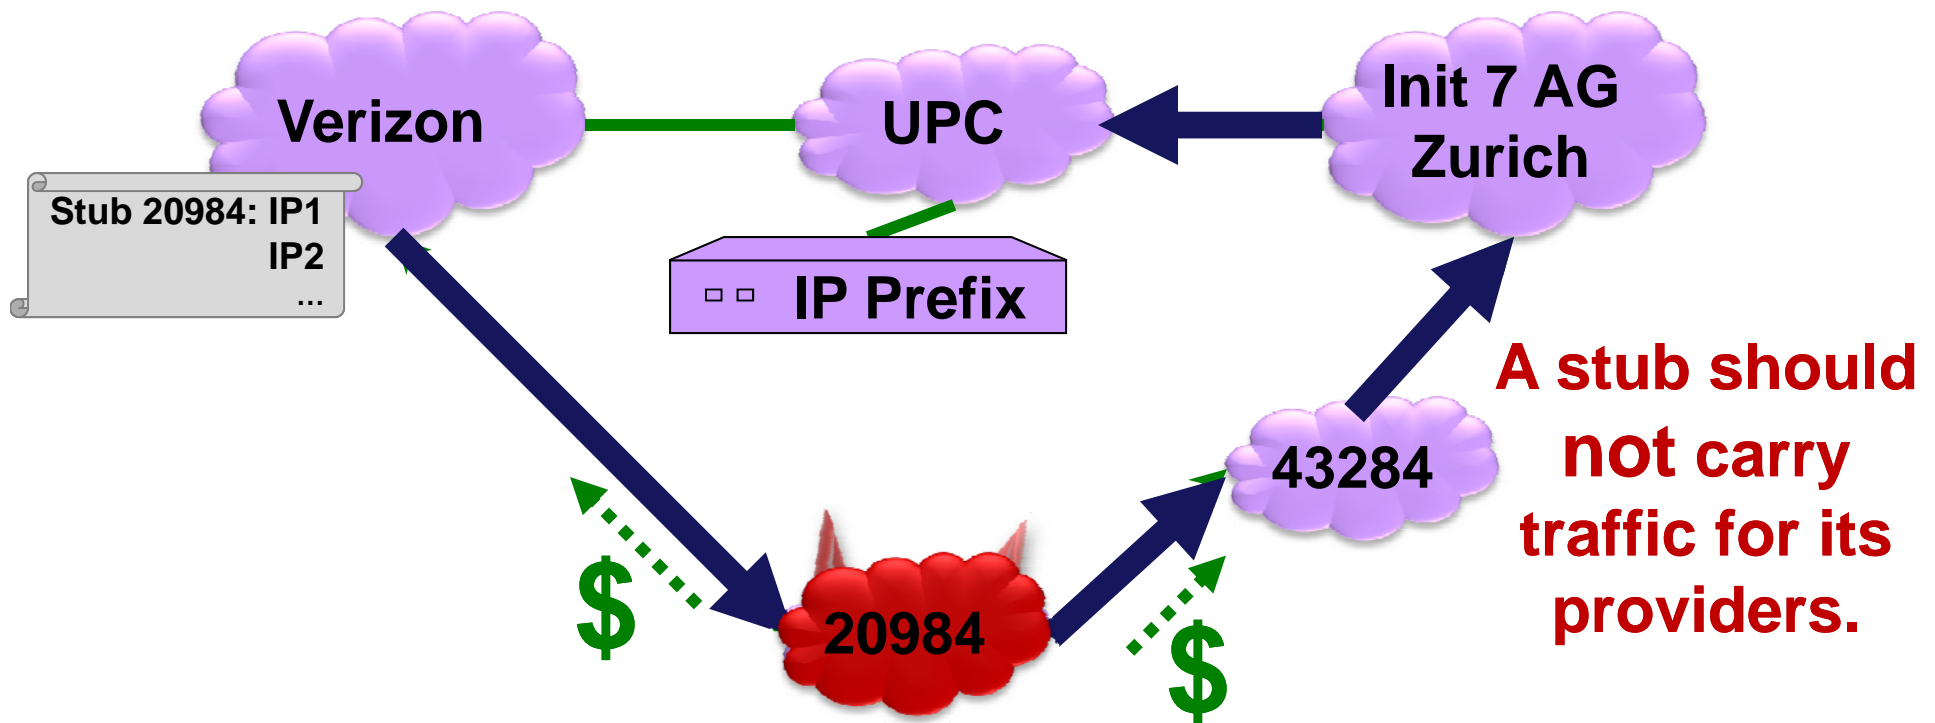 Verizon
UPC
Init 7 AG
Zurich
Stub 20984: IP1
IP2
...
IP Prefix
A stub should
not carry
traffic for its
providers.
43284
$
20984
$